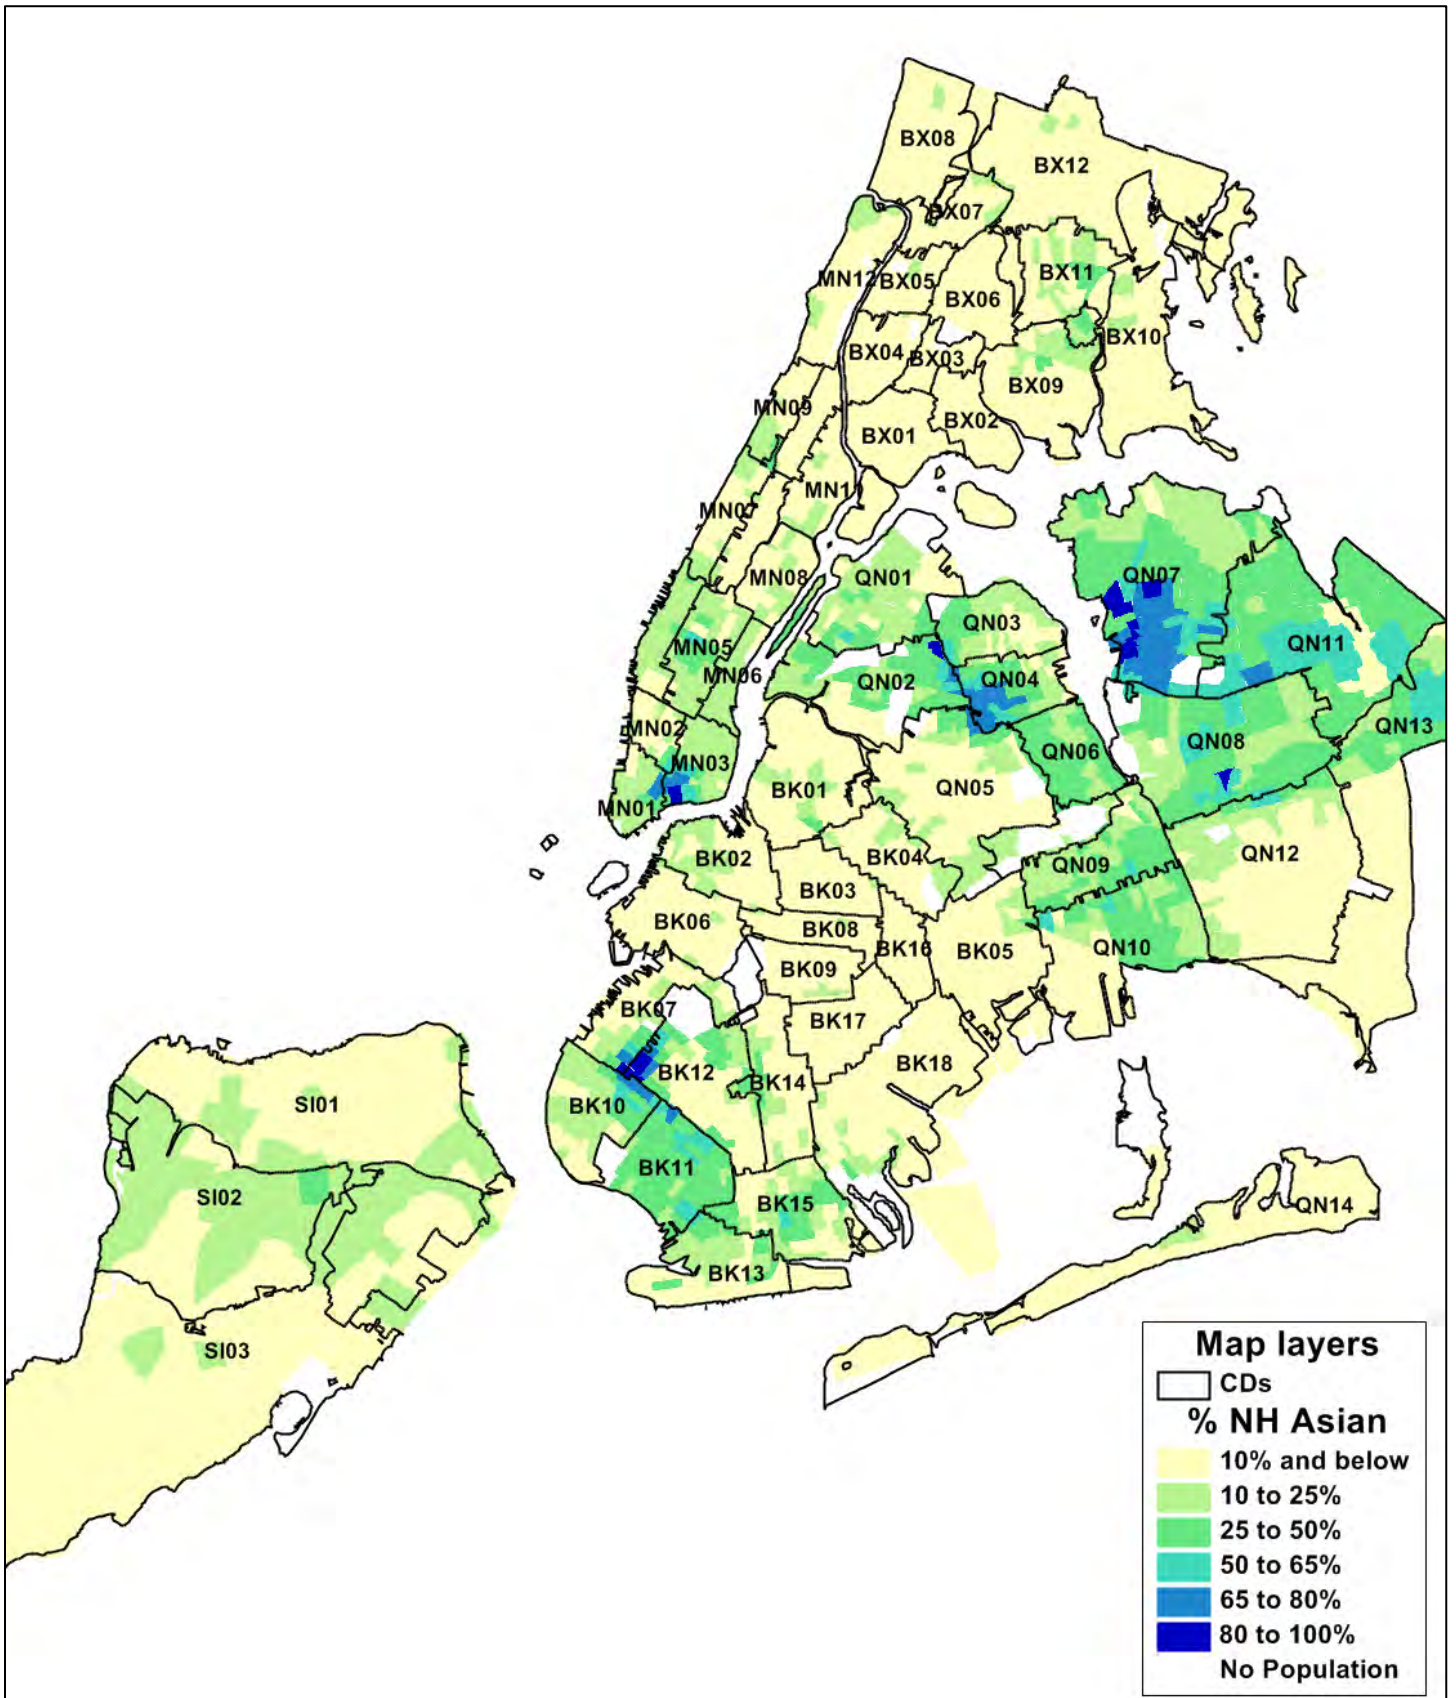 BX08
BX12
BX07
MN12
BX05
BX11
BX06
BX10
BX04
BX03
BX09
MN09
BX02
BX01
MN11
MN07
MN08
QN01
QN07
QN03
QN11
MN05
MN06
QN02
QN04
MN02
QN13
QN08
QN06
MN03
BK01
QN05
MN01
BK02
BK04
QN12
QN09
BK03
BK06
BK08
BK16
BK05
QN10
BK09
BK07
BK17
BK18
BK12
BK14
SI01
BK10
BK11
SI02
BK15
QN14
BK13
SI03
Map layers
CDs
% NH Asian
10% and below
10 to 25%
25 to 50%
50 to 65%
65 to 80%
80 to 100%
No Population